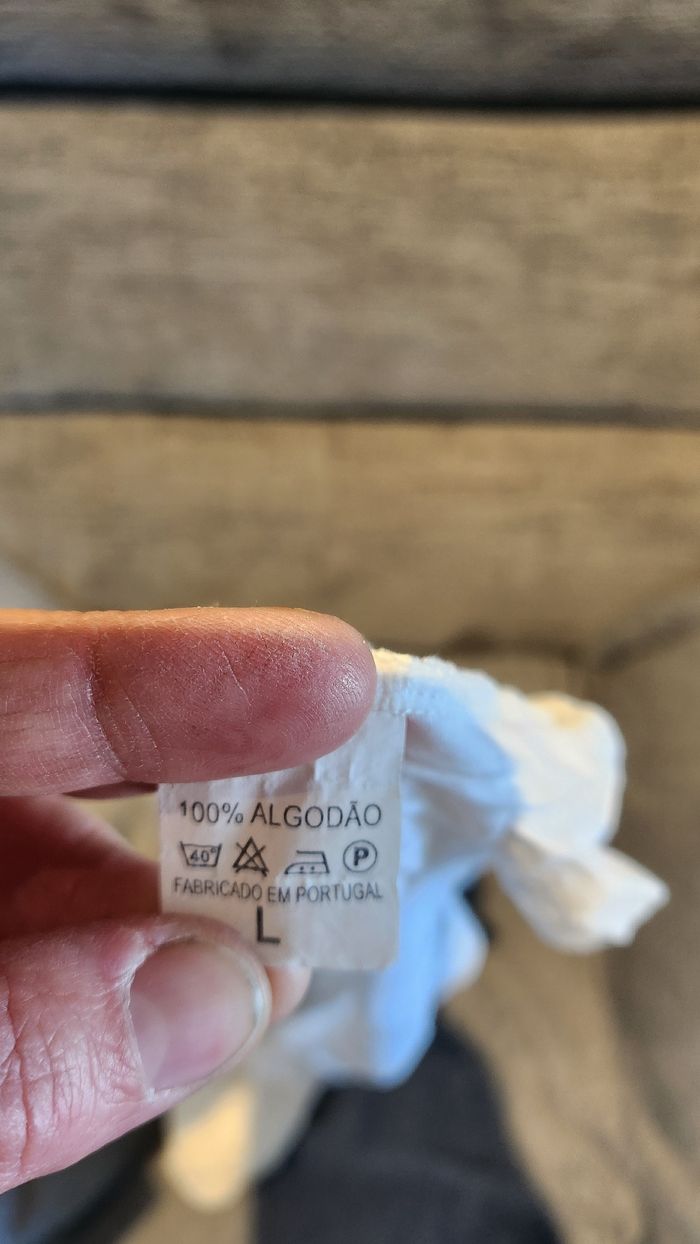 100% ALGODÃO
40° P
FABRICADO EM PORTUGAL
L